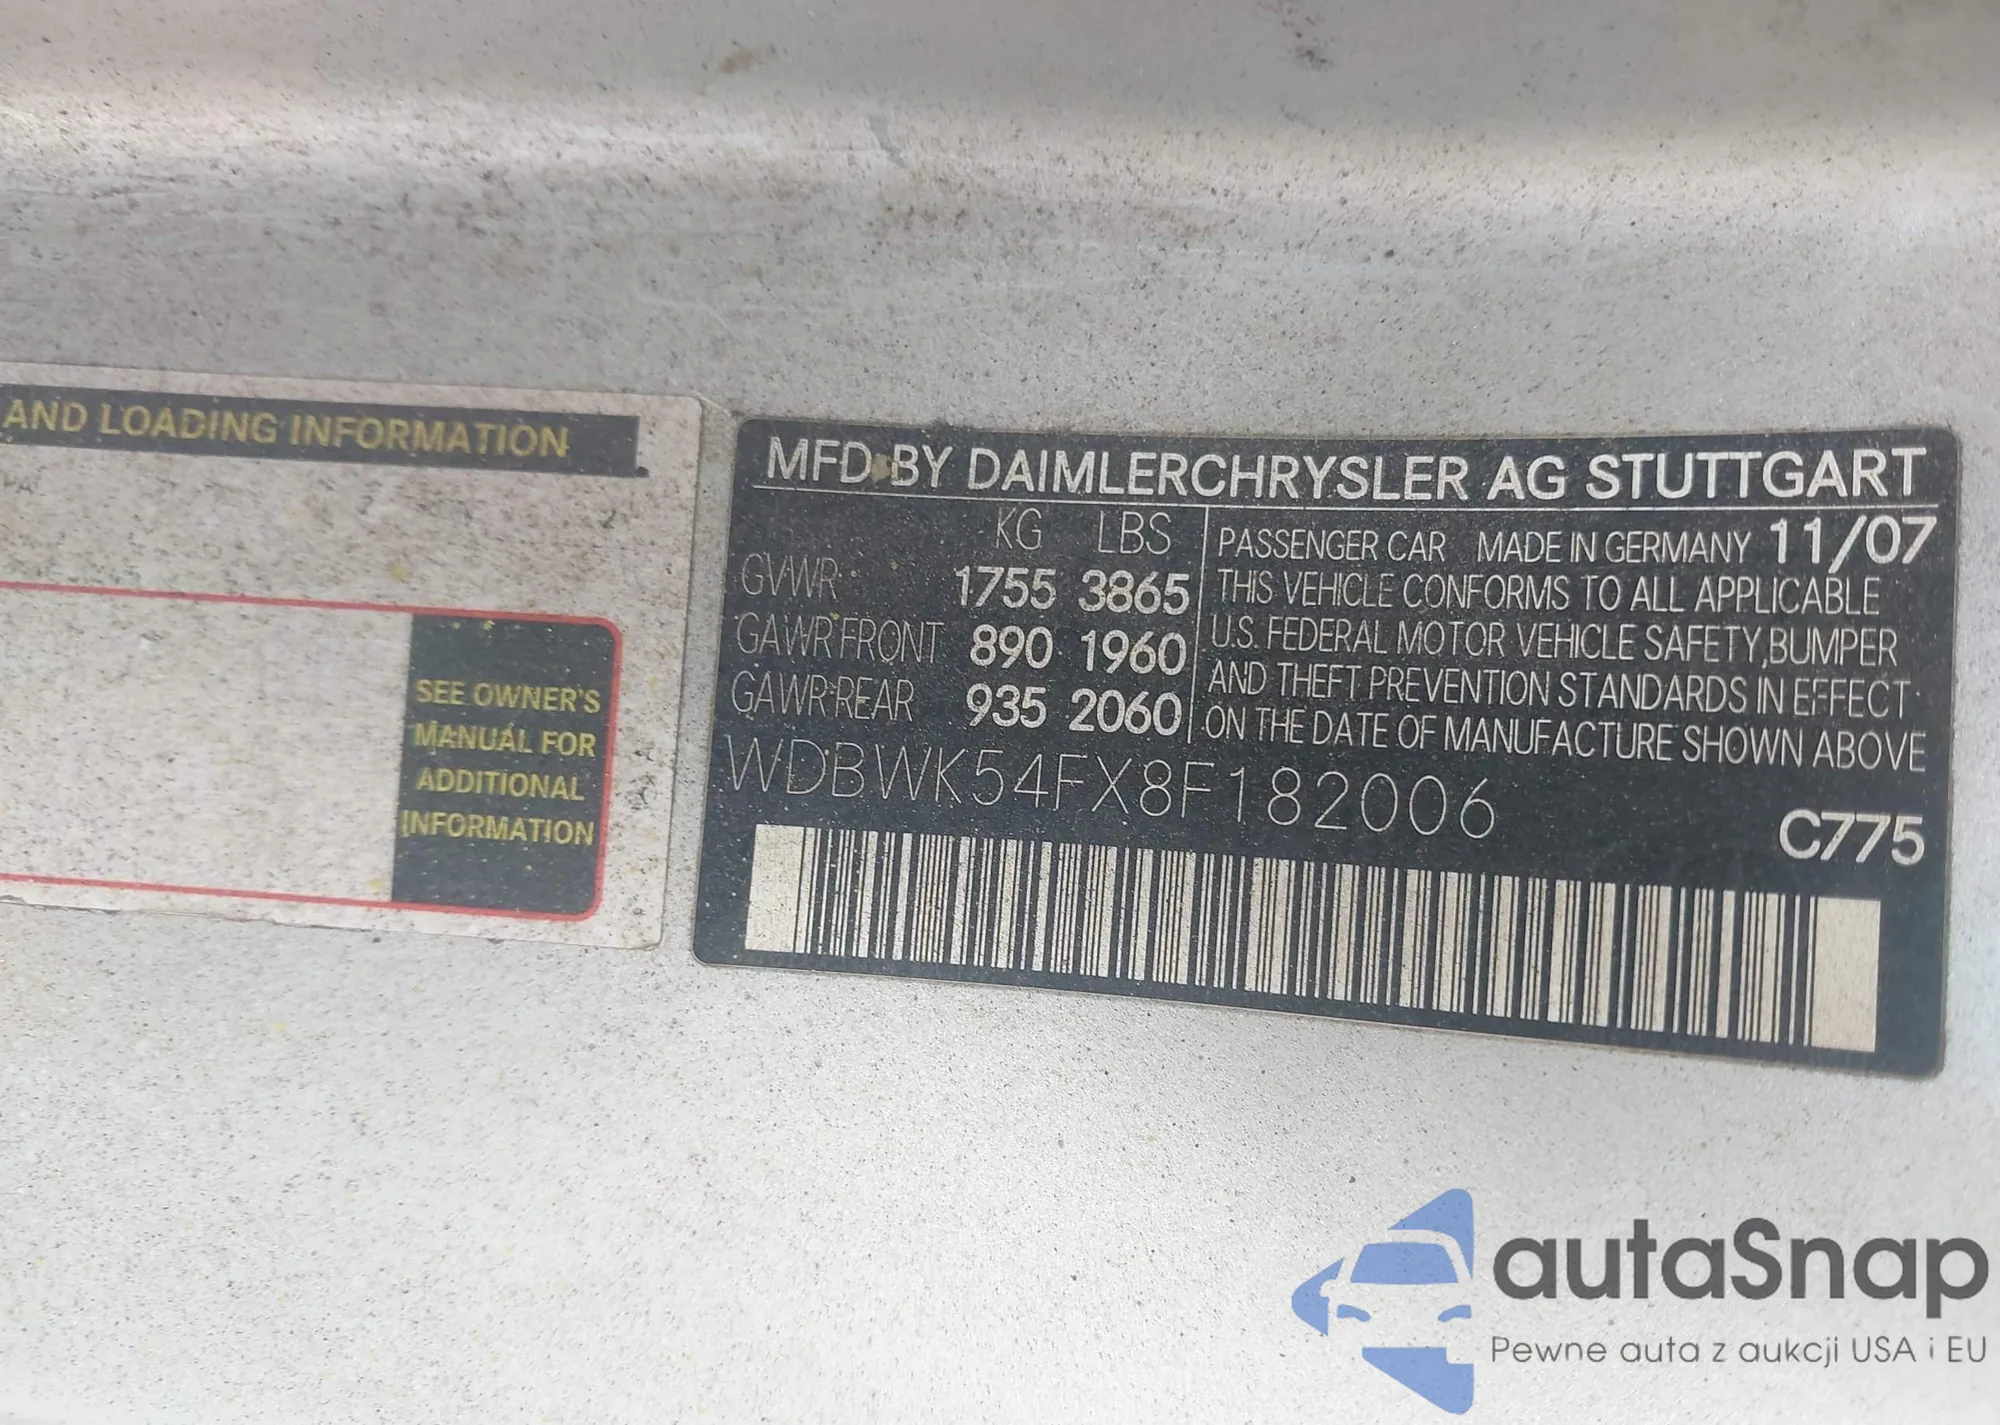 AND LOADING INFORMATION
SEE OWNER'S
MANUAL FOR
ADDITIONAL
INFORMATION
MFD BY DAIMLERCHRYSLER AG STUTTGART
KG LBS
GVWR 1755 3865
GAWR FRONT 890 1960
GAWR REAR 935 2060
PASSENGER CAR MADE IN GERMANY 11/07
THIS VEHICLE CONFORMS TO ALL APPLICABLE
U.S. FEDERAL MOTOR VEHICLE SAFETY, BUMPER
AND THEFT PREVENTION STANDARDS IN EFFECT
ON THE DATE OF MANUFACTURE SHOWN ABOVE
WDBWK54FX8F182006
C775
autaSnap
Pewne auta z aukcji USA i EU